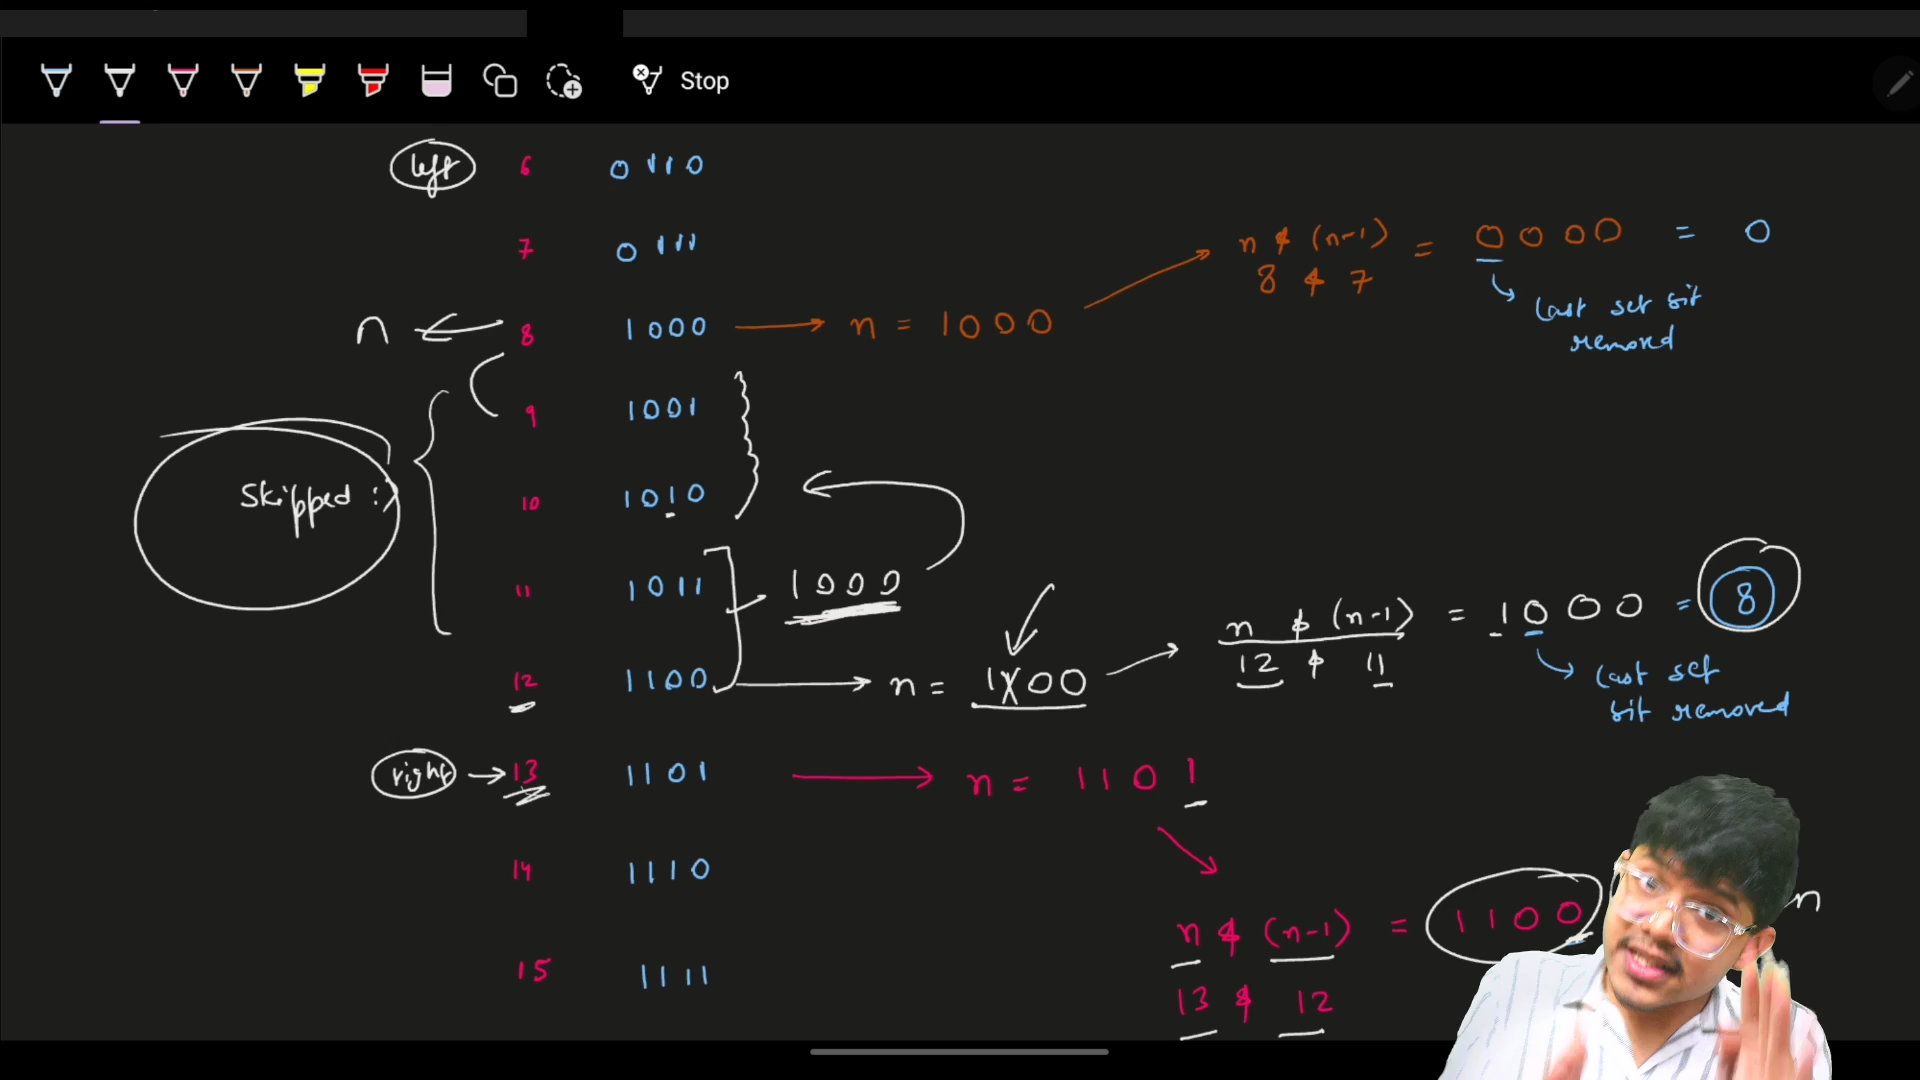 Stop
left 6 0110
7 0111
n & (n-1) = 0000 = 0
8 & 7
last set bit
removed
n ← 8 1000 → n = 1000
9 1001
Skipped :)
10 1010
11 1011
1000
n & (n-1) = 1000 = 8
12 & 11
last set
bit removed
12 1100 → n = 1100
right → 13 1101 → n = 1101
14 1110
n
n & (n-1) = 1100
15 1111
13 & 12